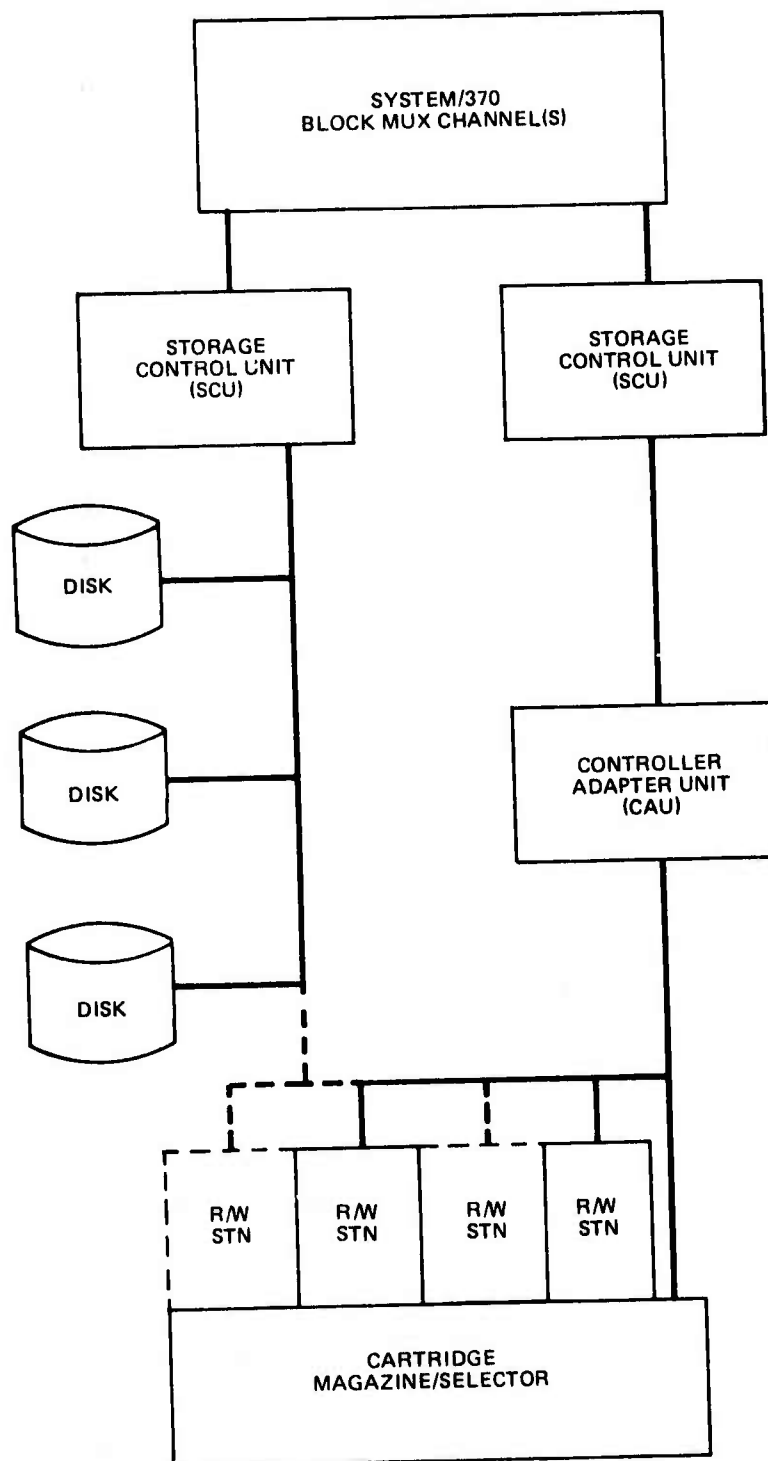 SYSTEM/370
BLOCK MUX CHANNEL(S)
STORAGE
CONTROL UNIT
(SCU)
STORAGE
CONTROL UNIT
(SCU)
DISK
DISK
CONTROLLER
ADAPTER UNIT
(CAU)
DISK
R/W
STN
R/W
STN
R/W
STN
R/W
STN
CARTRIDGE
MAGAZINE/SELECTOR